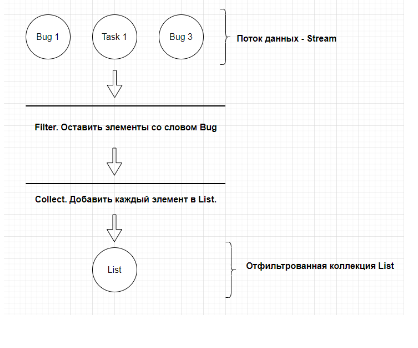 Bug 1 Task 1 Bug 3
Поток данных - Stream
Filter. Оставить элементы со словом Bug
Collect. Добавить каждый элемент в List.
List
Отфильтрованная коллекция List